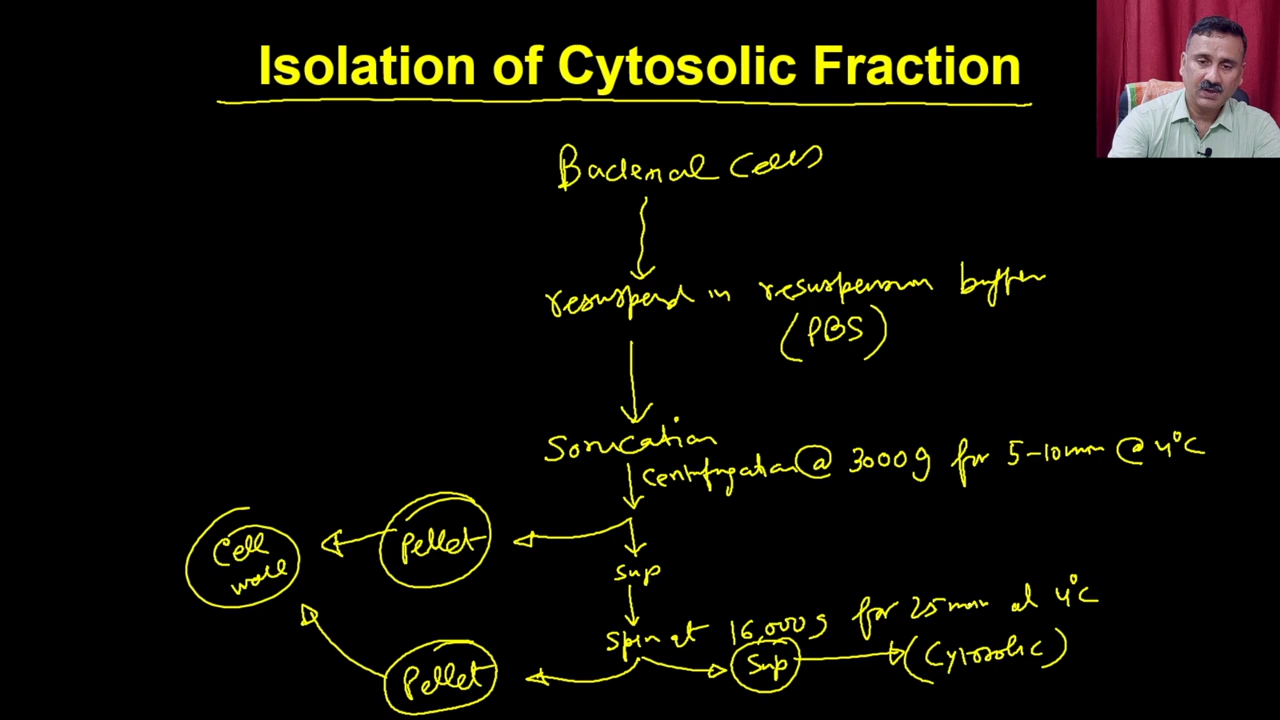 Isolation of Cytosolic Fraction
Bacterial Cells
resuspend in resuspension buffer
(PBS)
Sonication
Centrifugation @ 3000g for 5-10min @ 4°C
Pellet
Cell
wall
Sup
Spin at 16,000g for 25min at 4°C
Pellet
Sup
(Cytosolic)